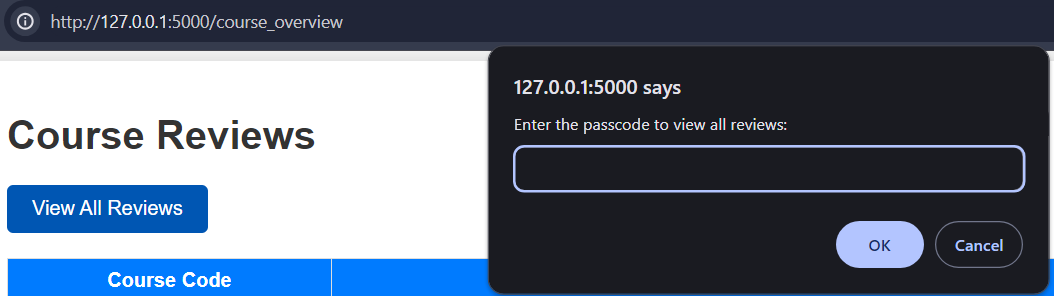 http://127.0.0.1:5000/course_overview
127.0.0.1:5000 says
Enter the passcode to view all reviews:
OK
Cancel
Course Reviews
View All Reviews
Course Code